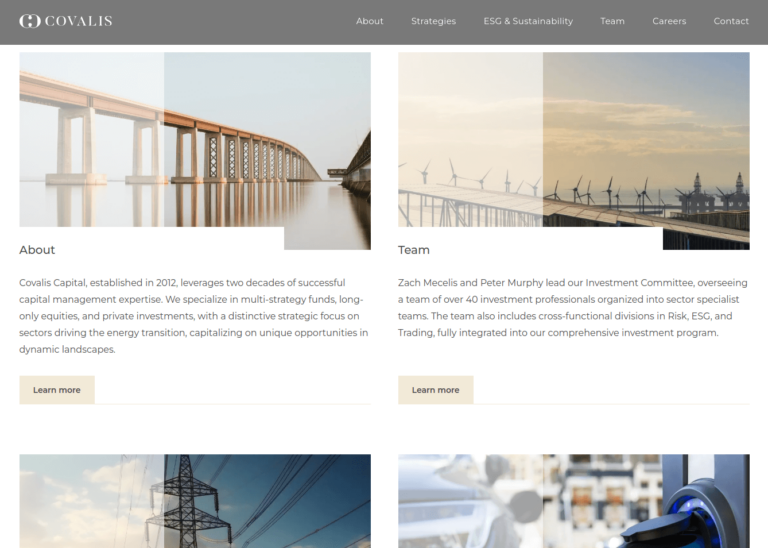 COVALIS
About
Strategies
ESG & Sustainability
Team
Careers
Contact
About
Covalis Capital, established in 2012, leverages two decades of successful
capital management expertise. We specialize in multi-strategy funds, long-
only equities, and private investments, with a distinctive strategic focus on
sectors driving the energy transition, capitalizing on unique opportunities in
dynamic landscapes.
Learn more
Team
Zach Mecelis and Peter Murphy lead our Investment Committee, overseeing
a team of over 40 investment professionals organized into sector specialist
teams. The team also includes cross-functional divisions in Risk, ESG, and
Trading, fully integrated into our comprehensive investment program.
Learn more